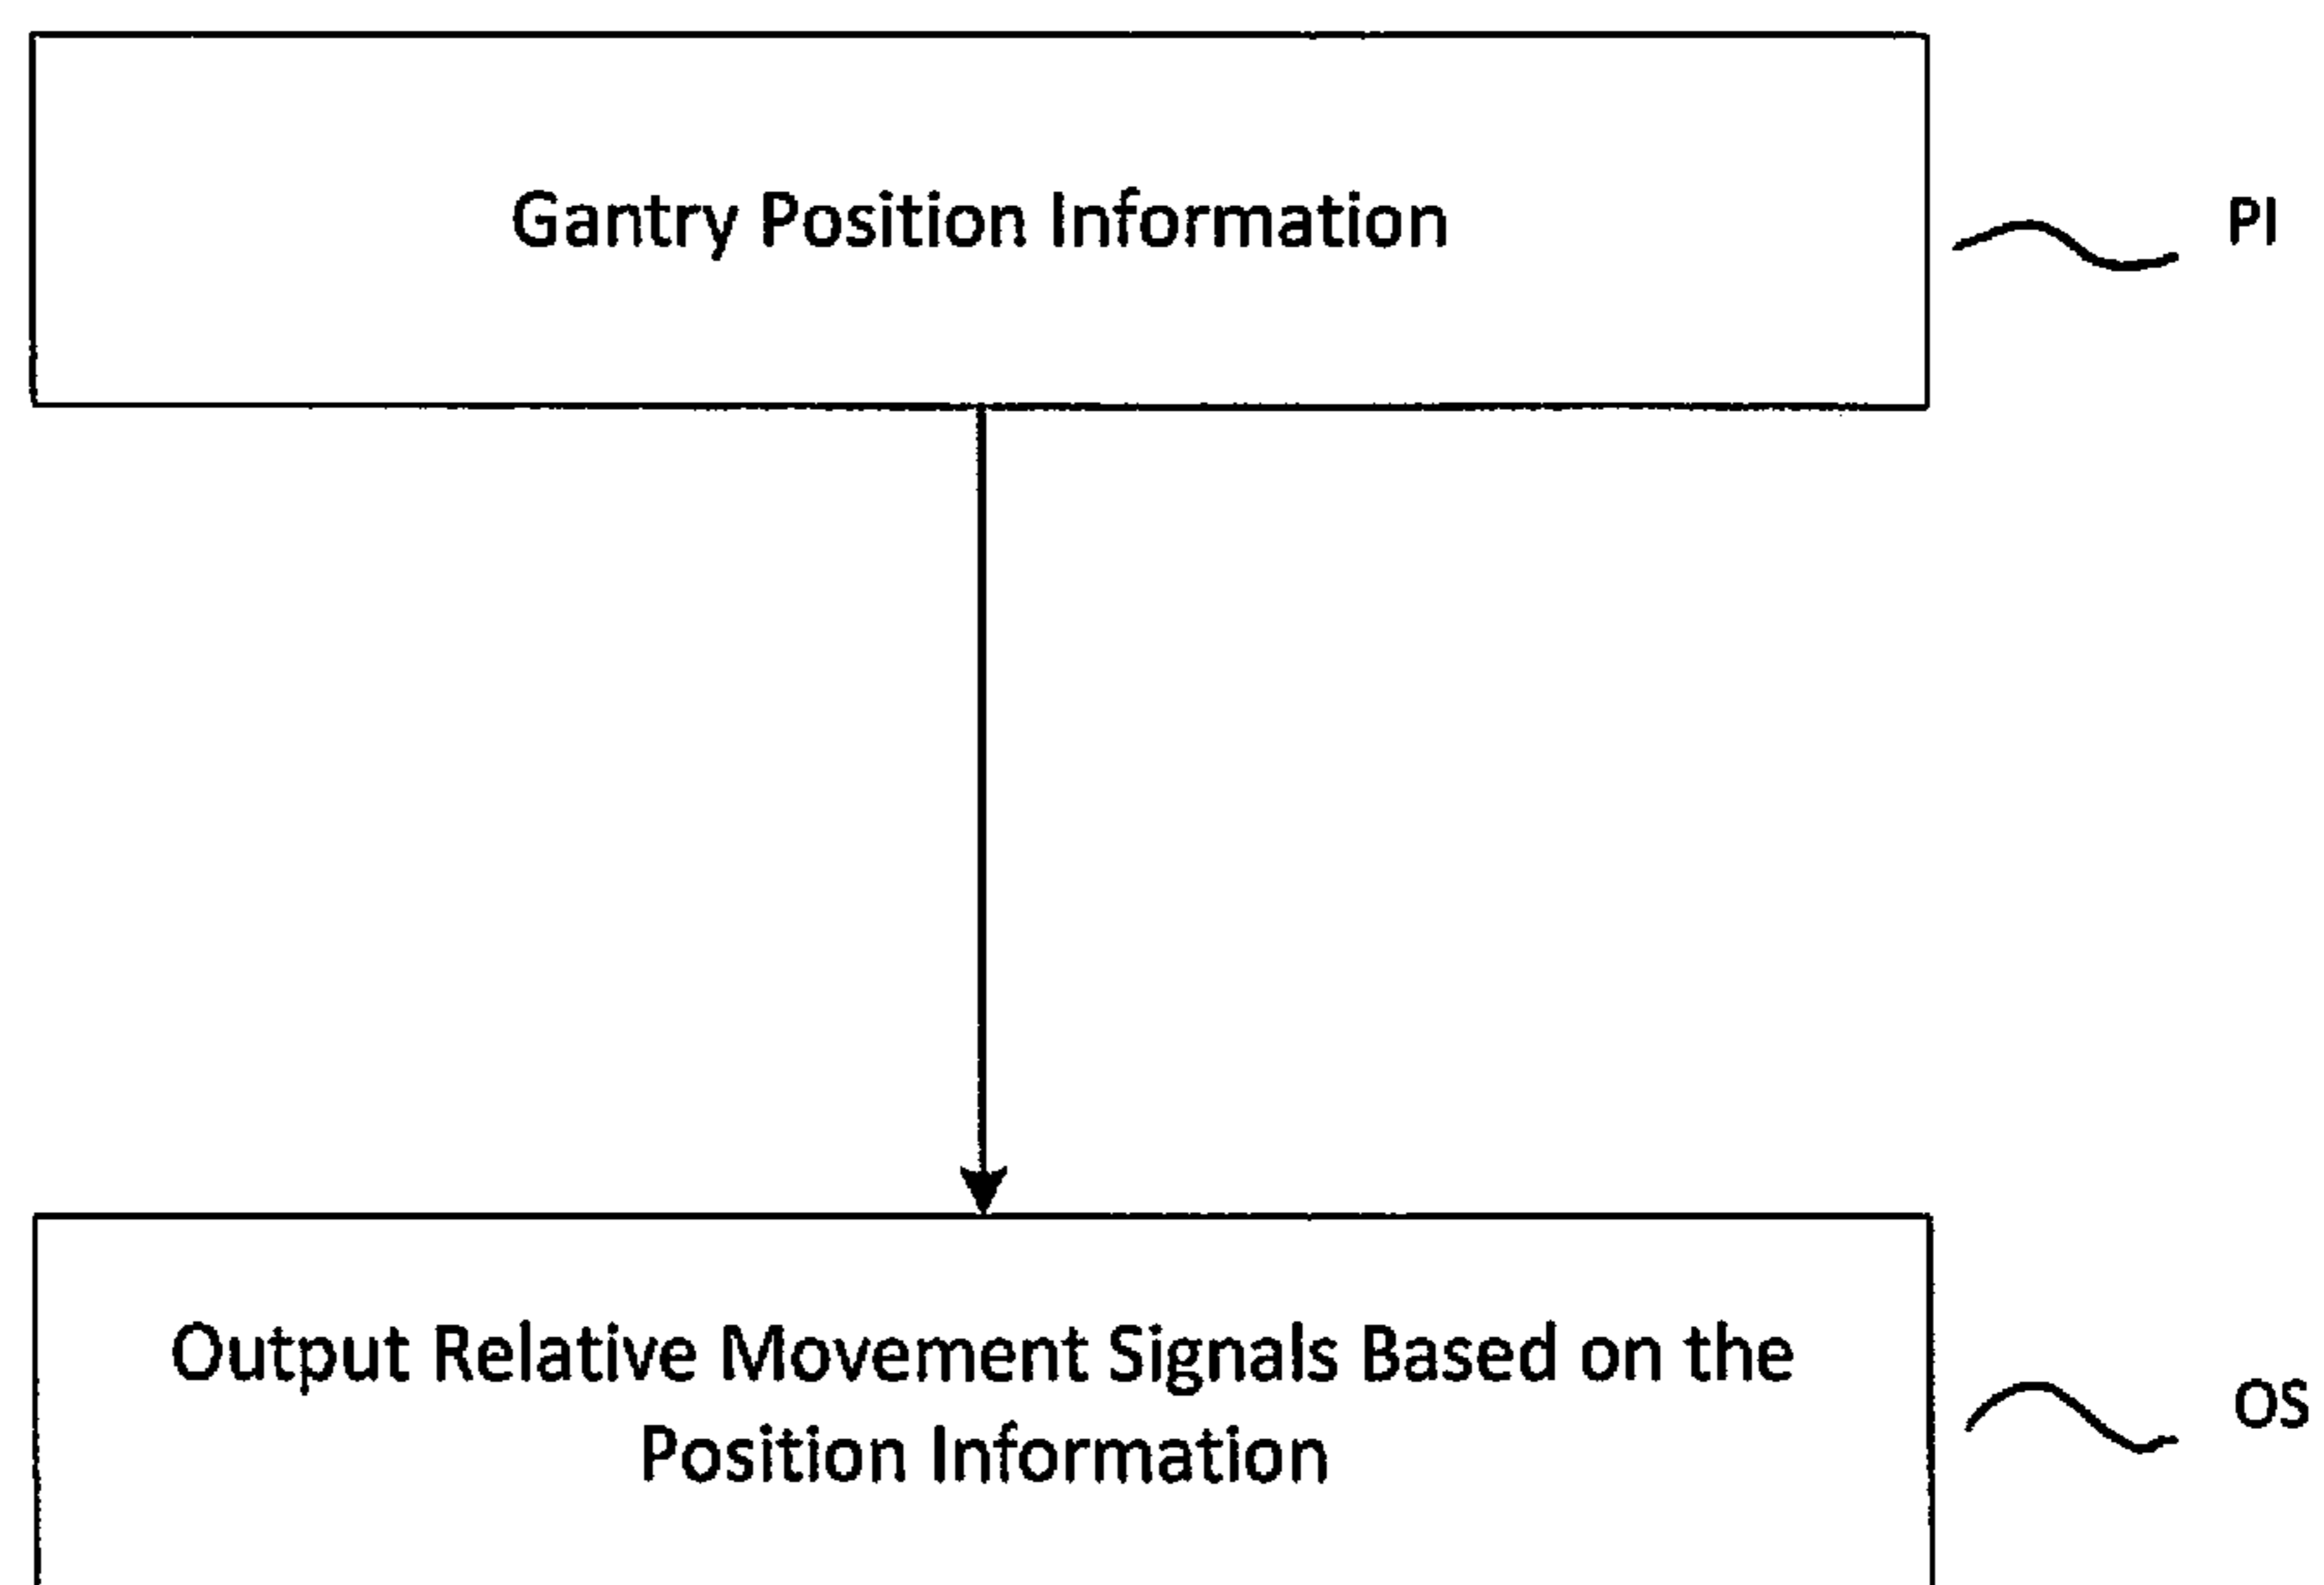 Gantry Position Information
PI
Output Relative Movement Signals Based on the
Position Information
OS